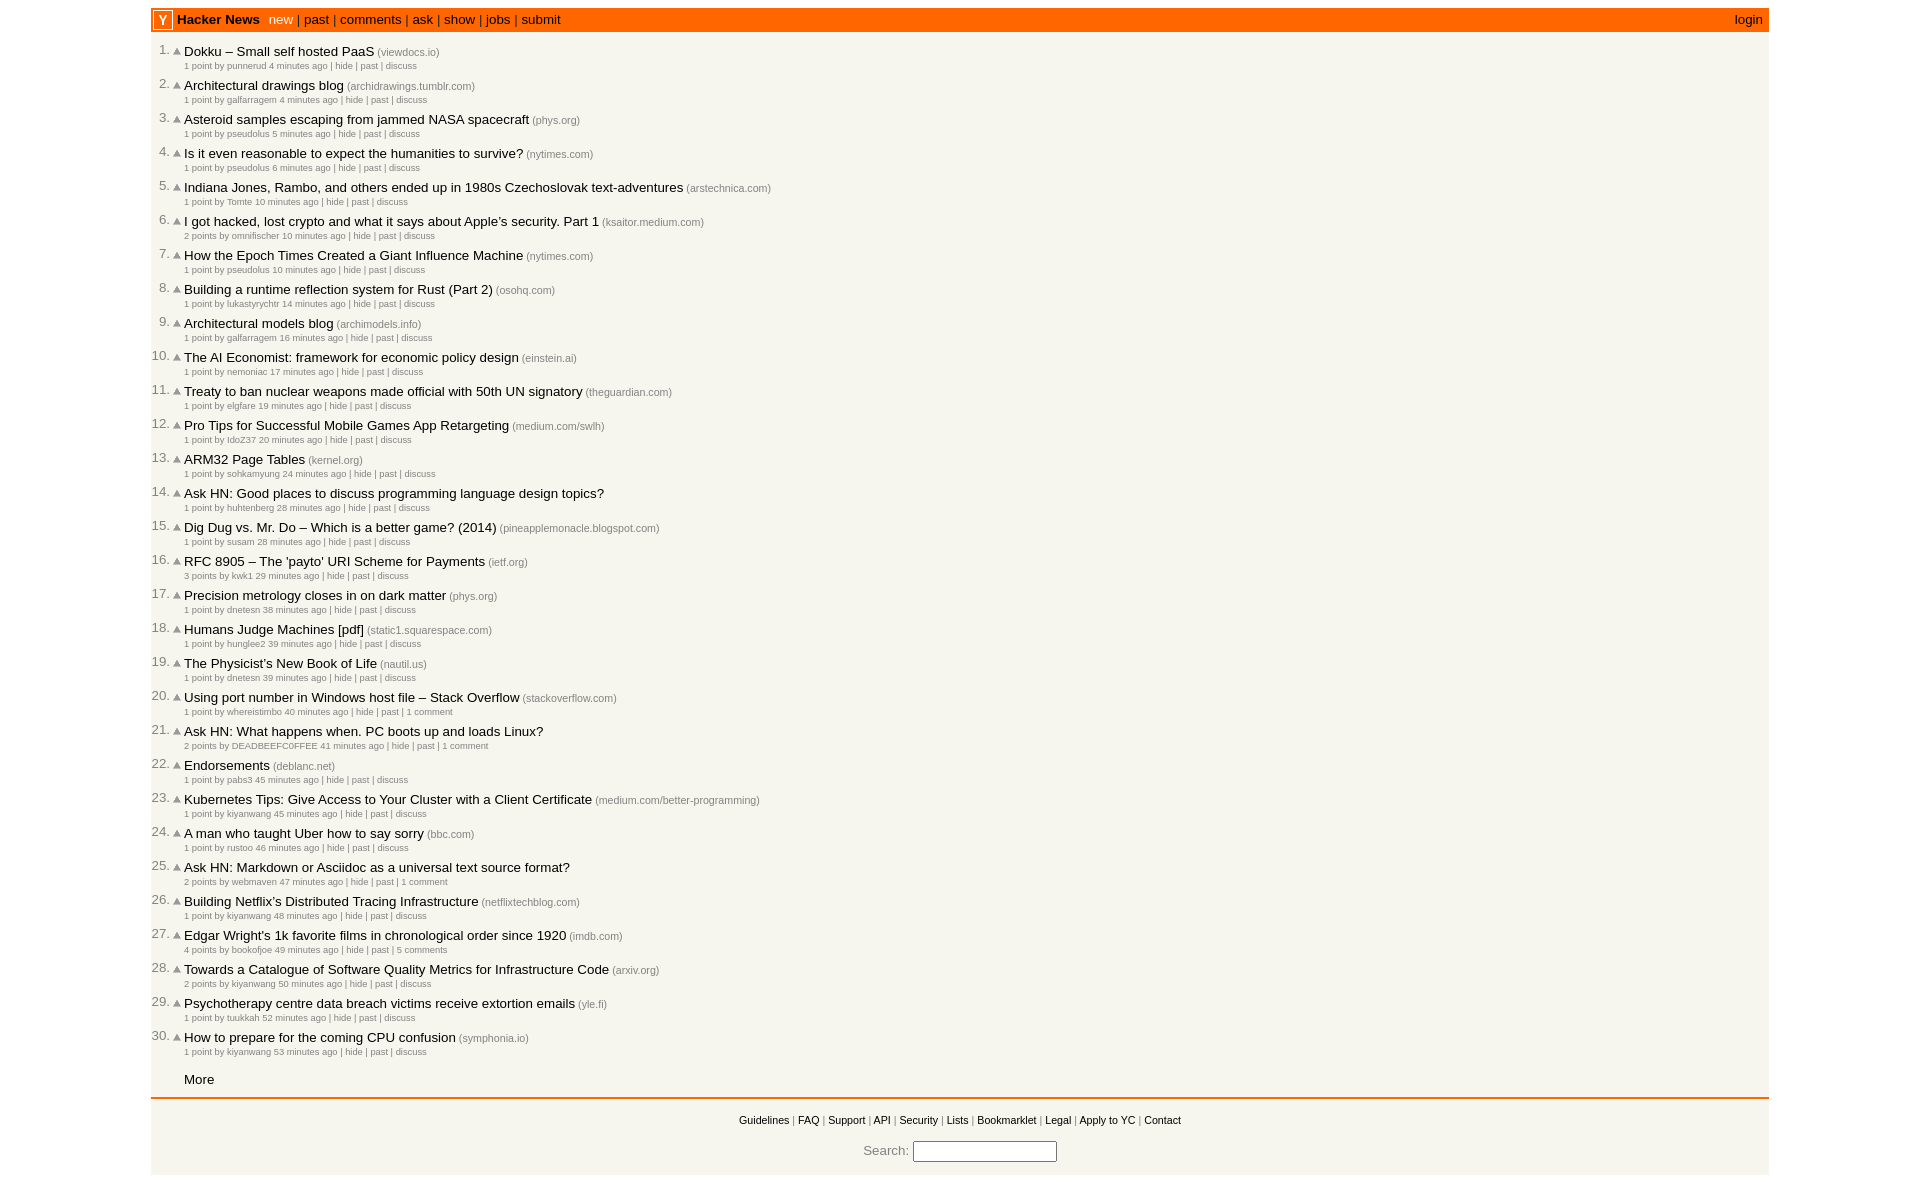 Y Hacker News new | past | comments | ask | show | jobs | submit login
1. Dokku – Small self hosted PaaS (viewdocs.io)
1 point by punnerud 4 minutes ago | hide | past | discuss
2. Architectural drawings blog (archidrawings.tumblr.com)
1 point by galfarragem 4 minutes ago | hide | past | discuss
3. Asteroid samples escaping from jammed NASA spacecraft (phys.org)
1 point by pseudolus 5 minutes ago | hide | past | discuss
4. Is it even reasonable to expect the humanities to survive? (nytimes.com)
1 point by pseudolus 6 minutes ago | hide | past | discuss
5. Indiana Jones, Rambo, and others ended up in 1980s Czechoslovak text-adventures (arstechnica.com)
1 point by Tomte 10 minutes ago | hide | past | discuss
6. I got hacked, lost crypto and what it says about Apple’s security. Part 1 (ksaitor.medium.com)
2 points by omnifischer 10 minutes ago | hide | past | discuss
7. How the Epoch Times Created a Giant Influence Machine (nytimes.com)
1 point by pseudolus 10 minutes ago | hide | past | discuss
8. Building a runtime reflection system for Rust (Part 2) (osohq.com)
1 point by lukastyrychtr 14 minutes ago | hide | past | discuss
9. Architectural models blog (archimodels.info)
1 point by galfarragem 16 minutes ago | hide | past | discuss
10. The AI Economist: framework for economic policy design (einstein.ai)
1 point by nemoniac 17 minutes ago | hide | past | discuss
11. Treaty to ban nuclear weapons made official with 50th UN signatory (theguardian.com)
1 point by elgfare 19 minutes ago | hide | past | discuss
12. Pro Tips for Successful Mobile Games App Retargeting (medium.com/swlh)
1 point by IdoZ37 20 minutes ago | hide | past | discuss
13. ARM32 Page Tables (kernel.org)
1 point by sohkamyung 24 minutes ago | hide | past | discuss
14. Ask HN: Good places to discuss programming language design topics?
1 point by huhtenberg 28 minutes ago | hide | past | discuss
15. Dig Dug vs. Mr. Do – Which is a better game? (2014) (pineapplemonacle.blogspot.com)
1 point by susam 28 minutes ago | hide | past | discuss
16. RFC 8905 – The 'payto' URI Scheme for Payments (ietf.org)
3 points by kwk1 29 minutes ago | hide | past | discuss
17. Precision metrology closes in on dark matter (phys.org)
1 point by dnetesn 38 minutes ago | hide | past | discuss
18. Humans Judge Machines [pdf] (static1.squarespace.com)
1 point by hunglee2 39 minutes ago | hide | past | discuss
19. The Physicist’s New Book of Life (nautil.us)
1 point by dnetesn 39 minutes ago | hide | past | discuss
20. Using port number in Windows host file – Stack Overflow (stackoverflow.com)
1 point by whereistimbo 40 minutes ago | hide | past | 1 comment
21. Ask HN: What happens when. PC boots up and loads Linux?
2 points by DEADBEEFC0FFEE 41 minutes ago | hide | past | 1 comment
22. Endorsements (deblanc.net)
1 point by pabs3 45 minutes ago | hide | past | discuss
23. Kubernetes Tips: Give Access to Your Cluster with a Client Certificate (medium.com/better-programming)
1 point by kiyanwang 45 minutes ago | hide | past | discuss
24. A man who taught Uber how to say sorry (bbc.com)
1 point by rustoo 46 minutes ago | hide | past | discuss
25. Ask HN: Markdown or Asciidoc as a universal text source format?
2 points by webmaven 47 minutes ago | hide | past | 1 comment
26. Building Netflix’s Distributed Tracing Infrastructure (netflixtechblog.com)
1 point by kiyanwang 48 minutes ago | hide | past | discuss
27. Edgar Wright's 1k favorite films in chronological order since 1920 (imdb.com)
4 points by bookofjoe 49 minutes ago | hide | past | 5 comments
28. Towards a Catalogue of Software Quality Metrics for Infrastructure Code (arxiv.org)
2 points by kiyanwang 50 minutes ago | hide | past | discuss
29. Psychotherapy centre data breach victims receive extortion emails (yle.fi)
1 point by tuukkah 52 minutes ago | hide | past | discuss
30. How to prepare for the coming CPU confusion (symphonia.io)
1 point by kiyanwang 53 minutes ago | hide | past | discuss
More
Guidelines | FAQ | Support | API | Security | Lists | Bookmarklet | Legal | Apply to YC | Contact
Search: